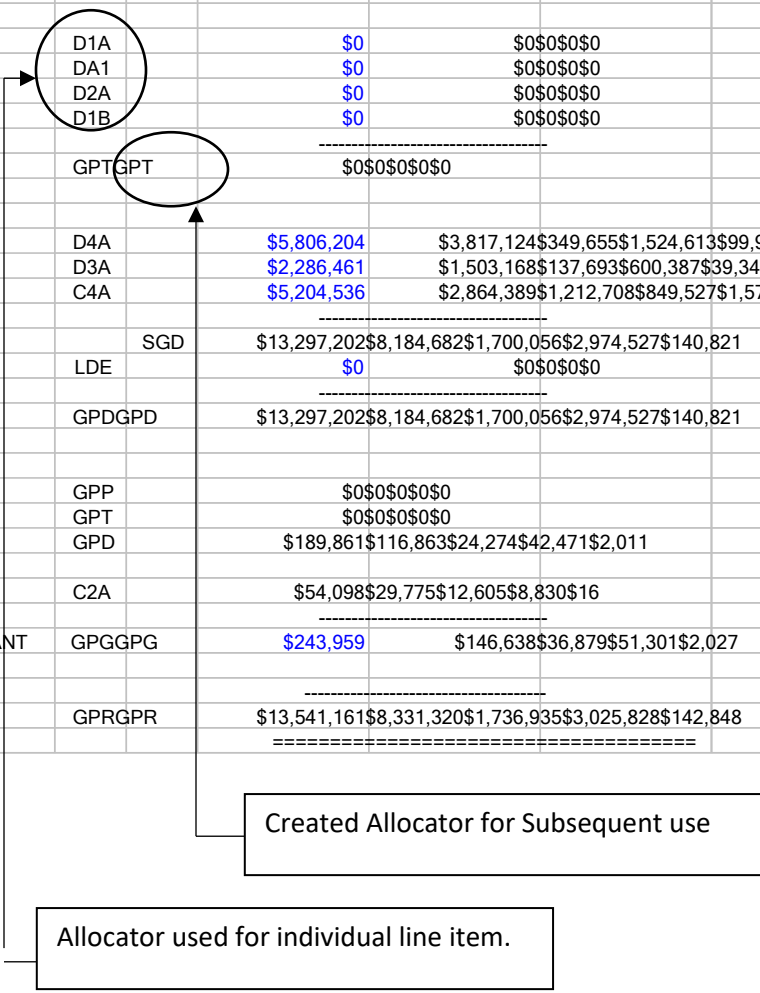 D1A $0 $0$0$0$0
DA1 $0 $0$0$0$0
D2A $0 $0$0$0$0
D1B $0 $0$0$0$0
----------------------------------
GPTGPT $0$0$0$0$0
D4A $5,806,204 $3,817,124$349,655$1,524,613$99,9
D3A $2,286,461 $1,503,168$137,693$600,387$39,34
C4A $5,204,536 $2,864,389$1,212,708$849,527$1,57
----------------------------------
SGD $13,297,202$8,184,682$1,700,056$2,974,527$140,821
LDE $0 $0$0$0$0
----------------------------------
GPDGPD $13,297,202$8,184,682$1,700,056$2,974,527$140,821
GPP $0$0$0$0$0
GPT $0$0$0$0$0
GPD $189,861$116,863$24,274$42,471$2,011
C2A $54,098$29,775$12,605$8,830$16
----------------------------------
ANT GPGGPG $243,959 $146,638$36,879$51,301$2,027
------------------------------------
GPRGPR $13,541,161$8,331,320$1,736,935$3,025,828$142,848
==================================
Created Allocator for Subsequent use
Allocator used for individual line item.